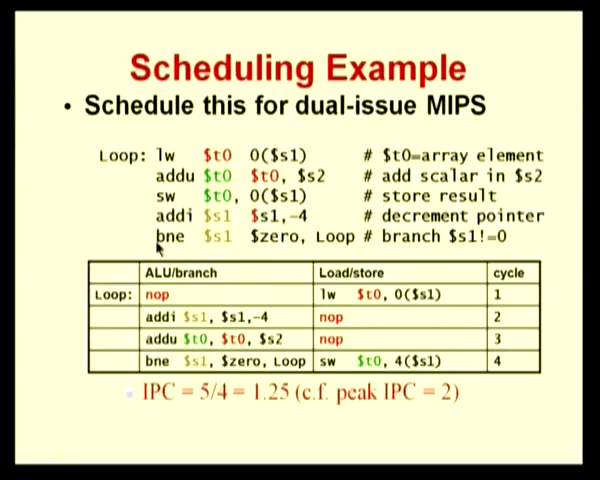 Scheduling Example
• Schedule this for dual-issue MIPS
Loop: lw $t0 0($s1) # $t0=array element
addu $t0 $t0, $s2 # add scalar in $s2
sw $t0, 0($s1) # store result
addi $s1 $s1,-4 # decrement pointer
bne $s1 $zero, Loop # branch $s1!=0
ALU/branch Load/store cycle
Loop: nop lw $t0, 0($s1) 1
addi $s1, $s1,-4 nop 2
addu $t0, $t0, $s2 nop 3
bne $s1, $zero, Loop sw $t0, 4($s1) 4
IPC = 5/4 = 1.25 (c.f. peak IPC = 2)